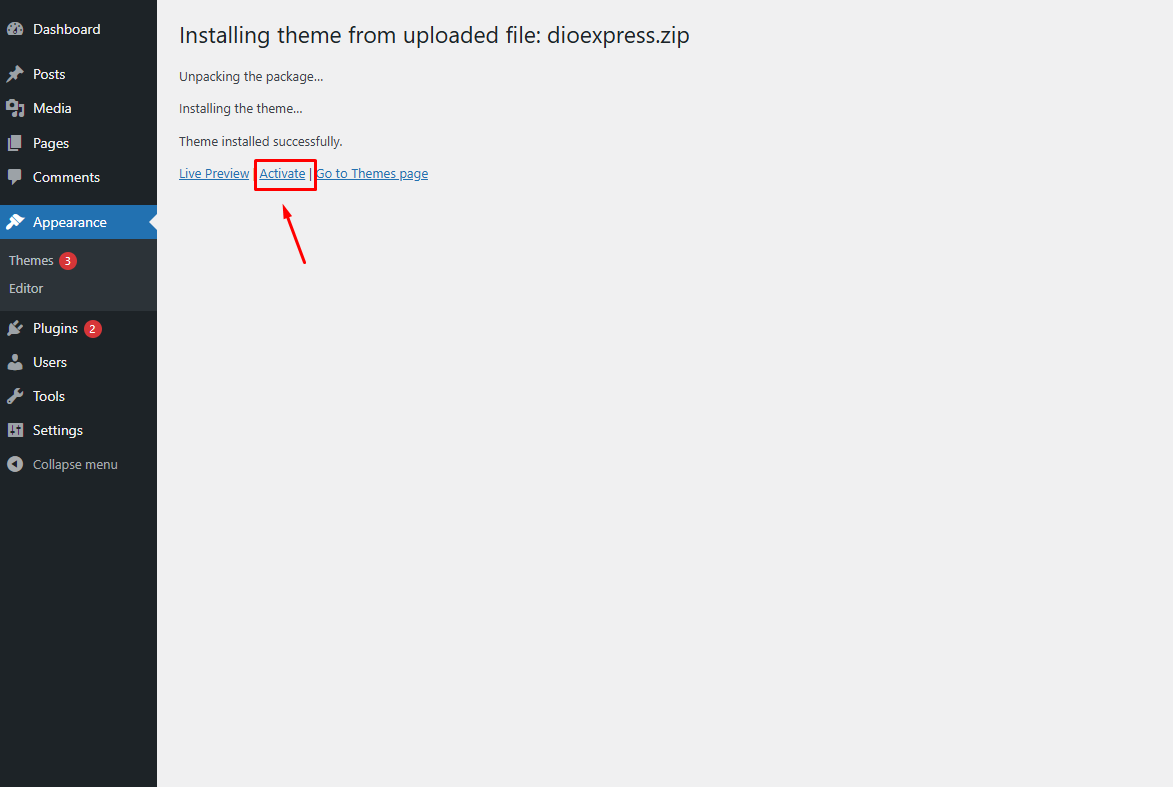 Dashboard
Posts
Media
Pages
Comments
Appearance
Themes 3
Editor
Plugins 2
Users
Tools
Settings
Collapse menu
Installing theme from uploaded file: dioexpress.zip
Unpacking the package…
Installing the theme…
Theme installed successfully.
Live Preview | Activate | Go to Themes page